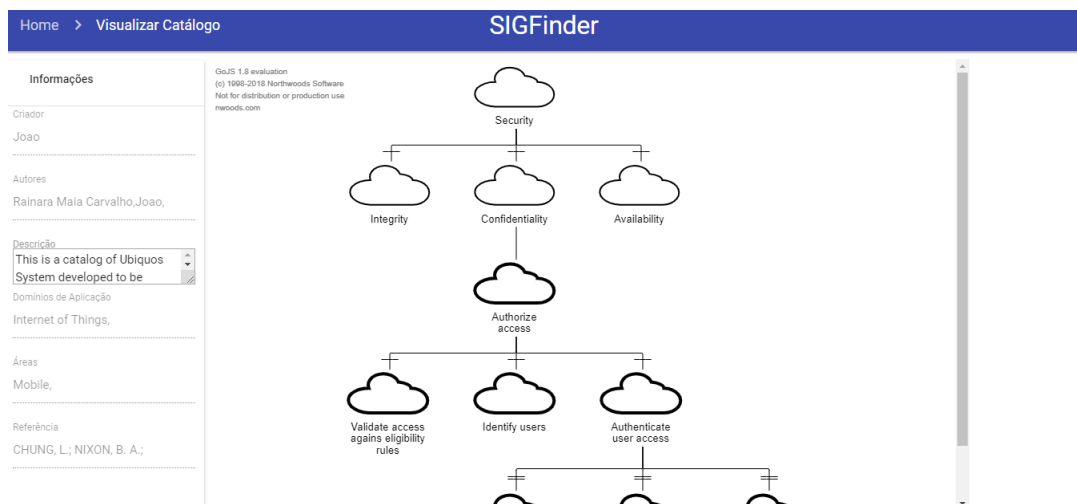 Home > Visualizar Catálogo
SIGFinder
Informações
Criador
Joao
Autores
Rainara Maia Carvalho,Joao,
Descrição
This is a catalog of Ubiquos
System developed to be
Domínios de Aplicação
Internet of Things,
Áreas
Mobile,
Referência
CHUNG, L.; NIXON, B. A.;
GoJS 1.8 evaluation
(c) 1998-2018 Northwoods Software
Not for distribution or production use
nwoods.com
Security
Integrity
Confidentiality
Availability
Authorize
access
Validate access
agains eligibility
rules
Identify users
Authenticate
user access